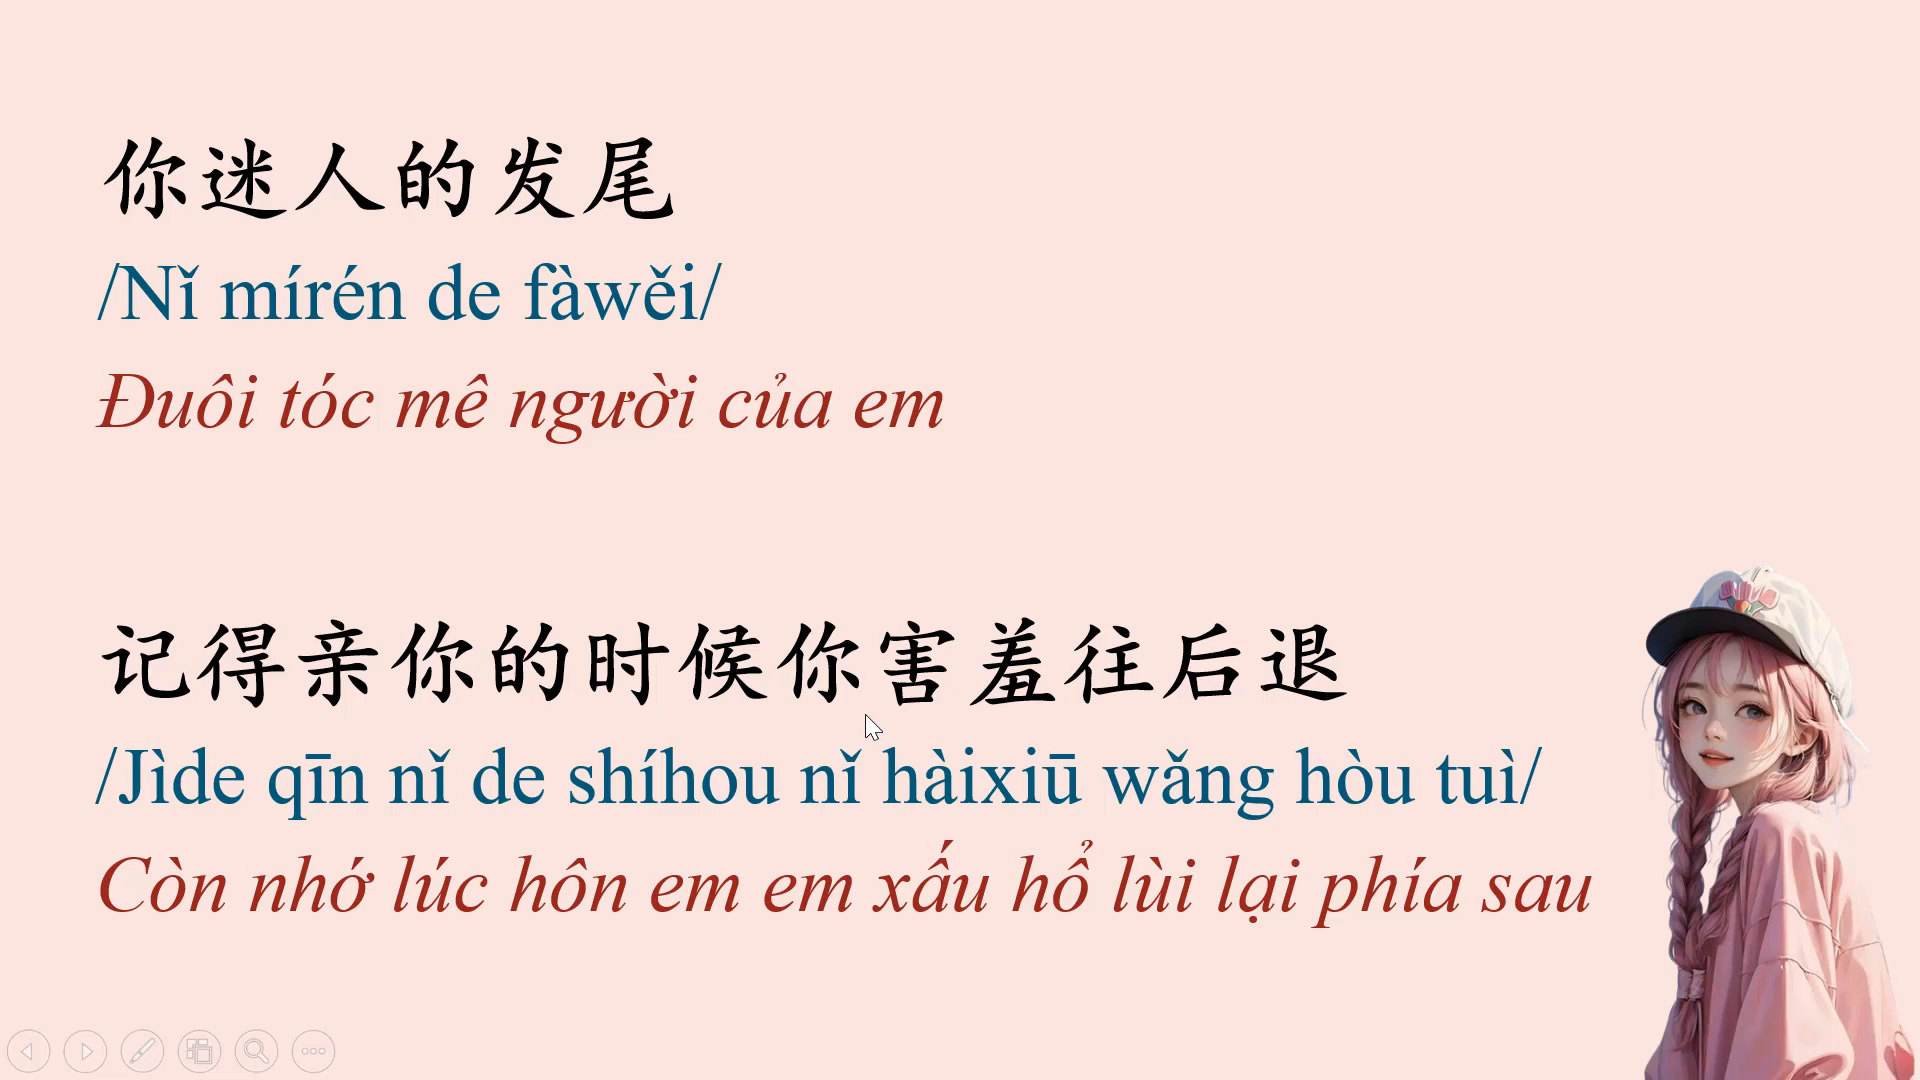 你迷人的发尾
/Nǐ mírén de fàwěi/
Đuôi tóc mê người của em
记得亲你的时候你害羞往后退
/Jìde qīn nǐ de shíhou nǐ hàixiū wǎng hòu tuì/
Còn nhớ lúc hôn em em xấu hổ lùi lại phía sau